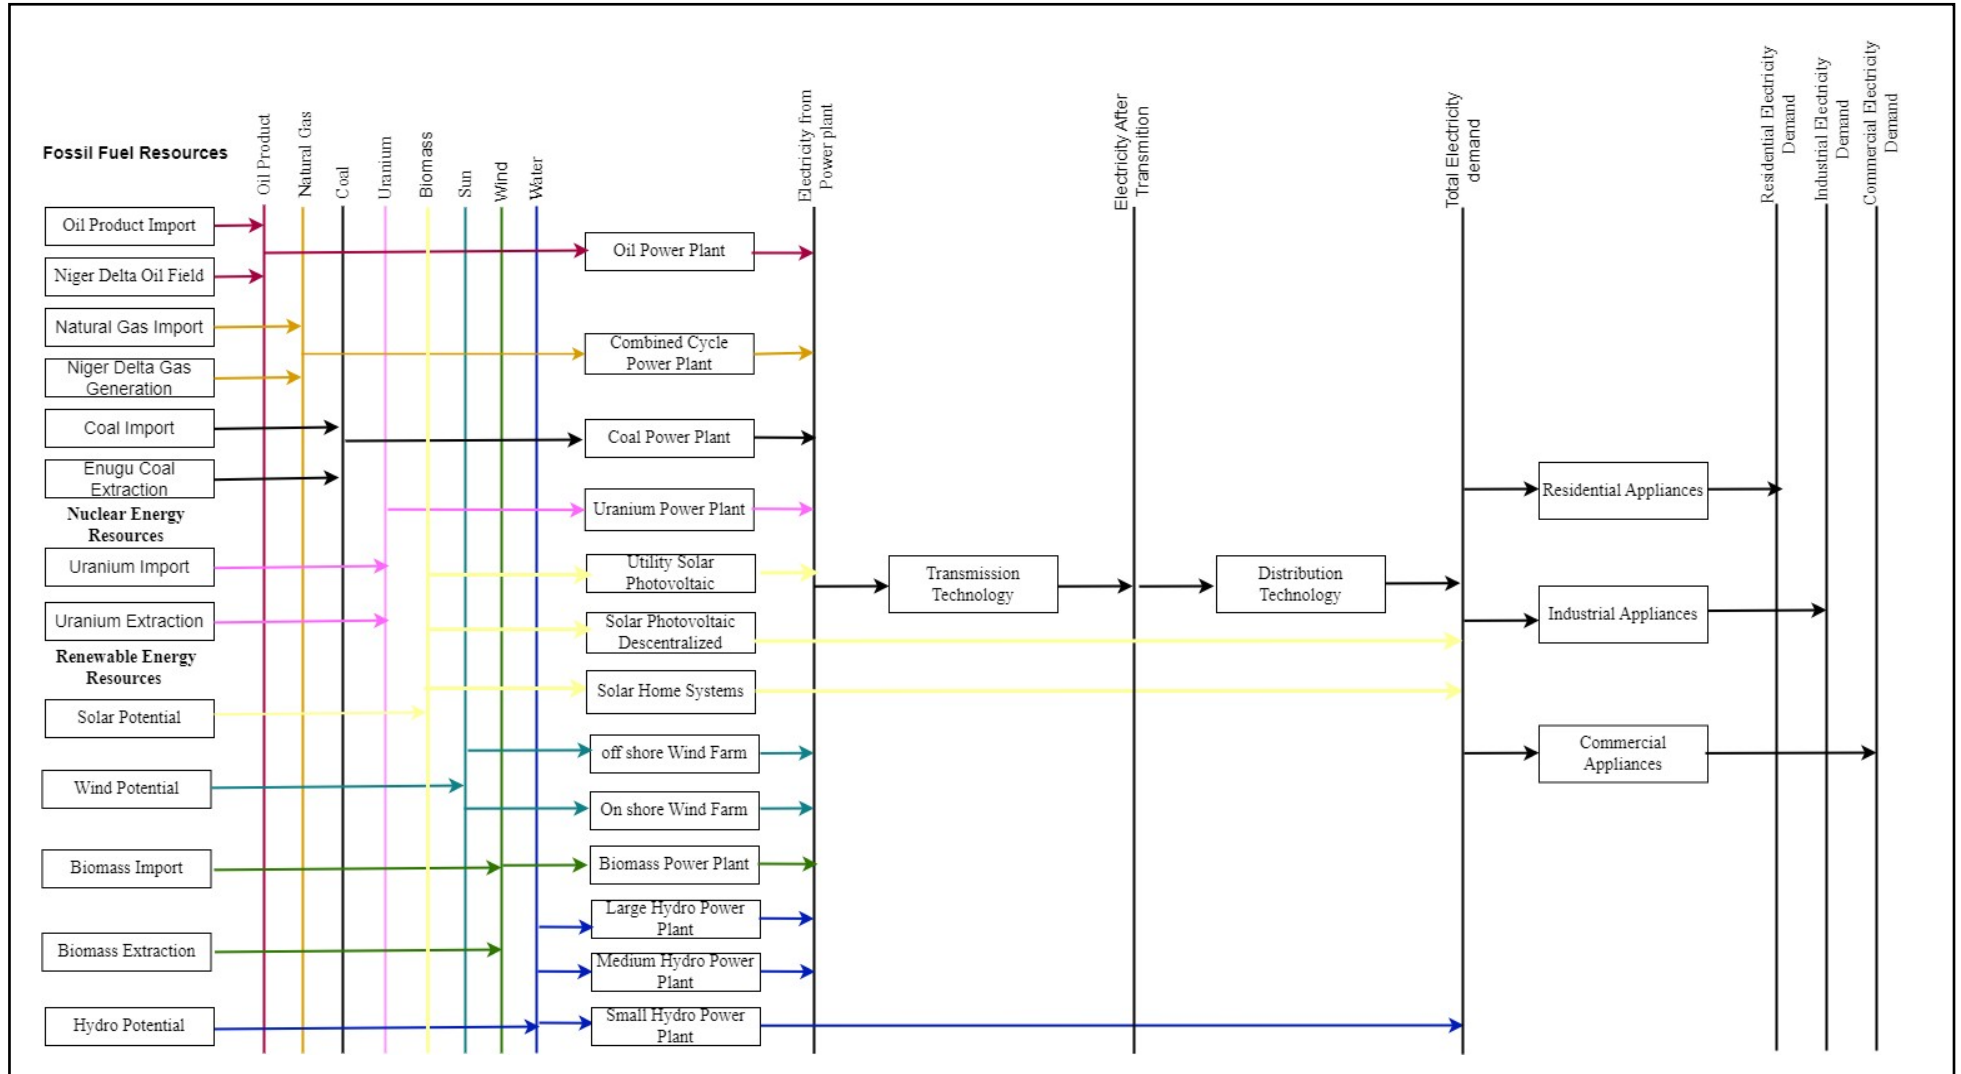 Fossil Fuel Resources
Oil Product
Natural Gas
Coal
Uranium
Biomass
Sun
Wind
Water
Electricity from
Power plant
Electricity After
Transmition
Total Electricity
demand
Residential Electricity
Demand
Industrial Electricity
Demand
Commercial Electricity
Demand
Oil Product Import
Niger Delta Oil Field
Natural Gas Import
Niger Delta Gas
Generation
Coal Import
Enugu Coal
Extraction
Nuclear Energy
Resources
Uranium Import
Uranium Extraction
Renewable Energy
Resources
Solar Potential
Wind Potential
Biomass Import
Biomass Extraction
Hydro Potential
Oil Power Plant
Combined Cycle
Power Plant
Coal Power Plant
Uranium Power Plant
Utility Solar
Photovoltaic
Solar Photovoltaic
Descentralized
Solar Home Systems
off shore Wind Farm
On shore Wind Farm
Biomass Power Plant
Large Hydro Power
Plant
Medium Hydro Power
Plant
Small Hydro Power
Plant
Transmission
Technology
Distribution
Technology
Residential Appliances
Industrial Appliances
Commercial
Appliances